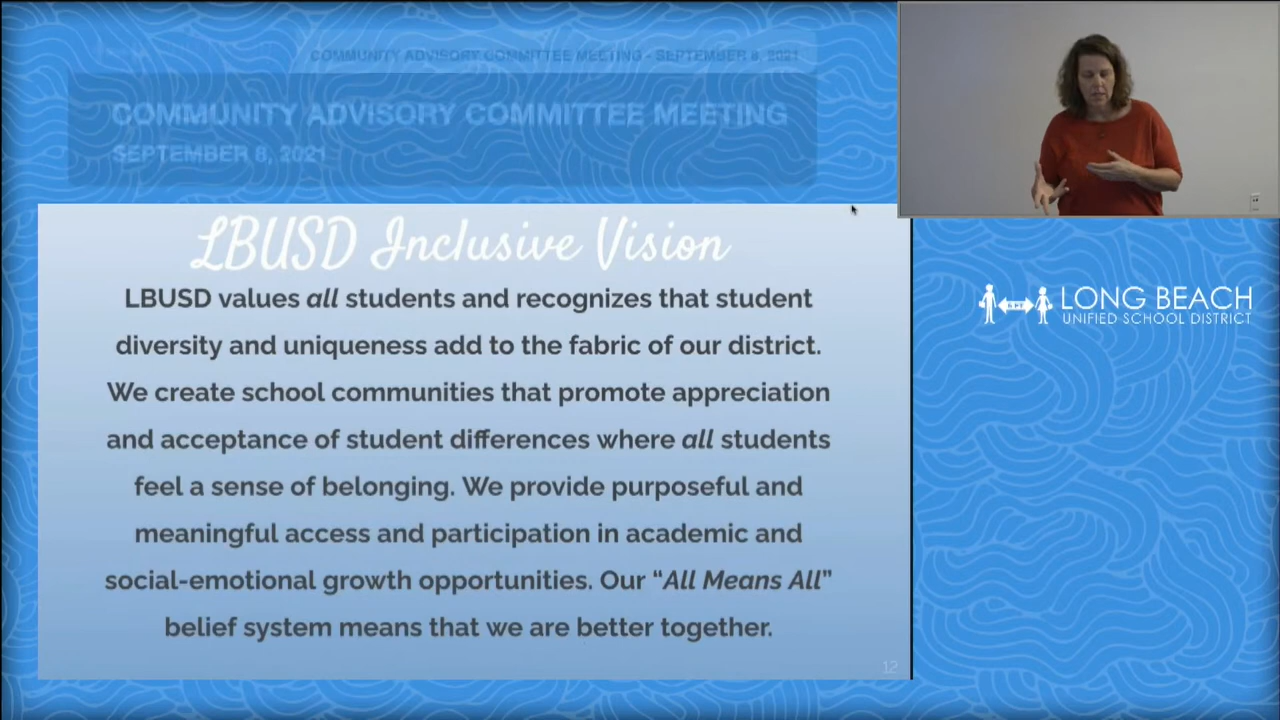 COMMUNITY ADVISORY COMMITTEE MEETING - SEPTEMBER 8, 2021
COMMUNITY ADVISORY COMMITTEE MEETING
SEPTEMBER 8, 2021
LBUSD Inclusive Vision
LBUSD values all students and recognizes that student
diversity and uniqueness add to the fabric of our district.
We create school communities that promote appreciation
and acceptance of student differences where all students
feel a sense of belonging. We provide purposeful and
meaningful access and participation in academic and
social-emotional growth opportunities. Our “All Means All”
belief system means that we are better together.
12
6 FT
LONG BEACH
UNIFIED SCHOOL DISTRICT